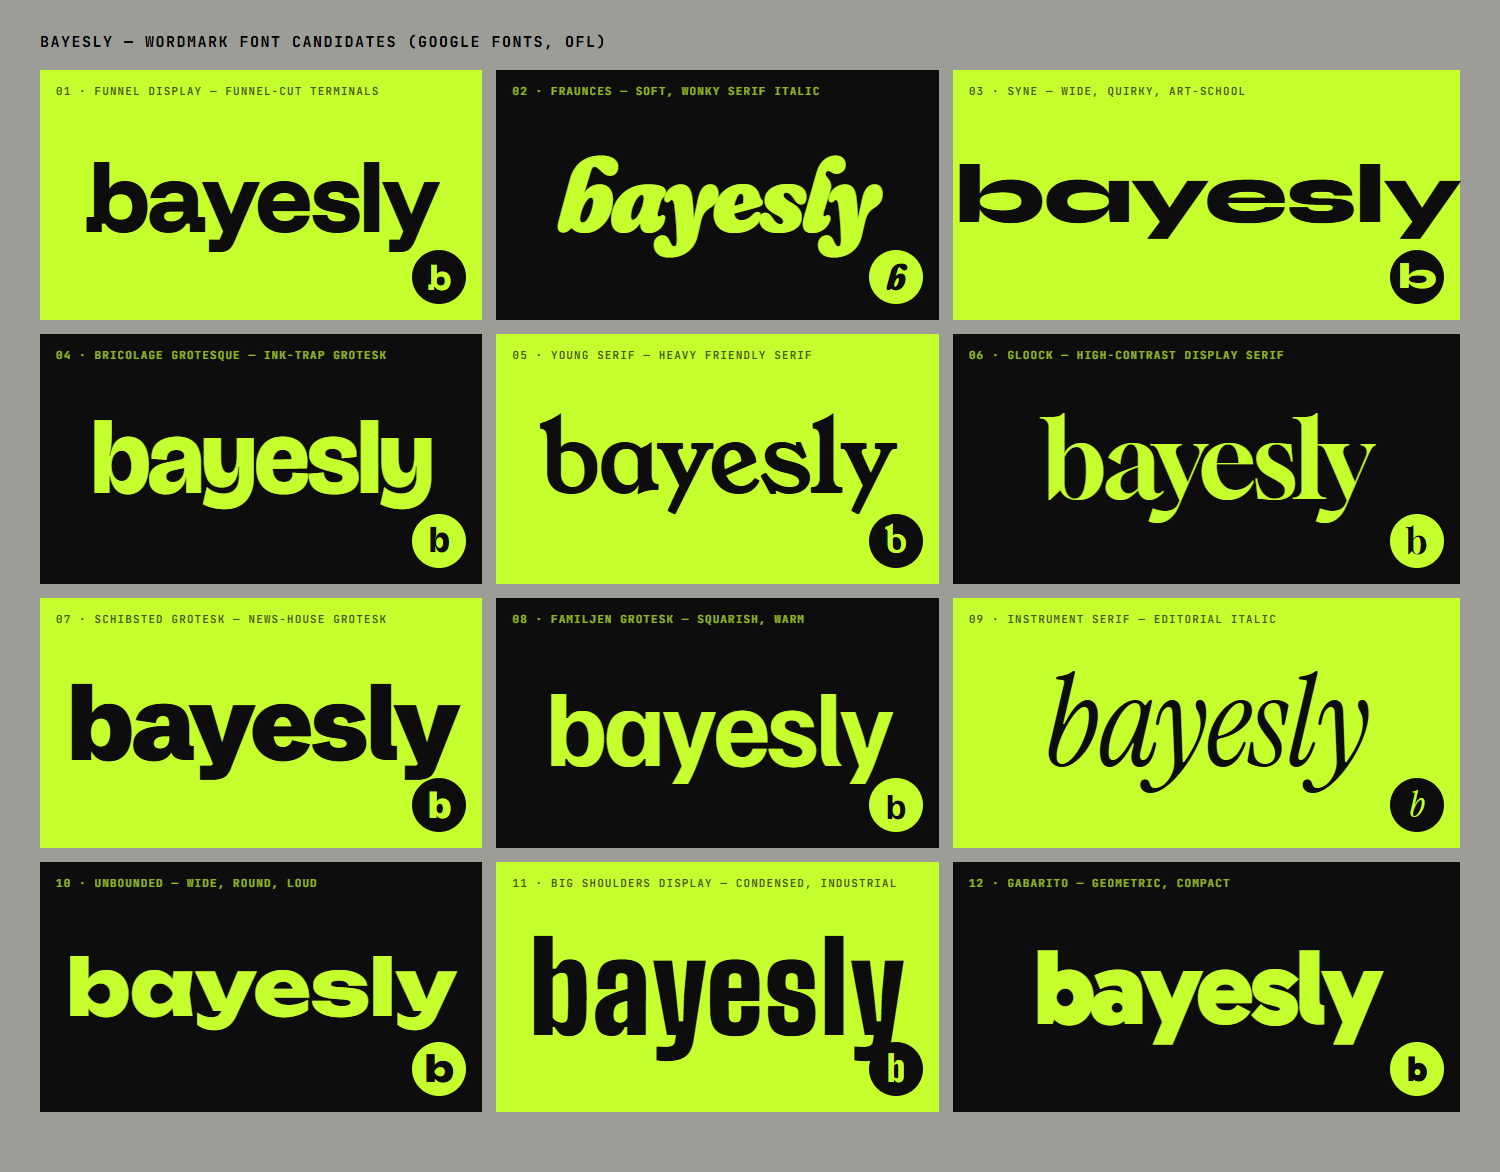 BAYESLY — WORDMARK FONT CANDIDATES (GOOGLE FONTS, OFL)
01 · FUNNEL DISPLAY — FUNNEL-CUT TERMINALS
bayesly
b
02 · FRAUNCES — SOFT, WONKY SERIF ITALIC
bayesly
b
03 · SYNE — WIDE, QUIRKY, ART-SCHOOL
bayesly
b
04 · BRICOLAGE GROTESQUE — INK-TRAP GROTESK
bayesly
b
05 · YOUNG SERIF — HEAVY FRIENDLY SERIF
bayesly
b
06 · GLOOCK — HIGH-CONTRAST DISPLAY SERIF
bayesly
b
07 · SCHIBSTED GROTESK — NEWS-HOUSE GROTESK
bayesly
b
08 · FAMILJEN GROTESK — SQUARISH, WARM
bayesly
b
09 · INSTRUMENT SERIF — EDITORIAL ITALIC
bayesly
b
10 · UNBOUNDED — WIDE, ROUND, LOUD
bayesly
b
11 · BIG SHOULDERS DISPLAY — CONDENSED, INDUSTRIAL
bayesly
b
12 · GABARITO — GEOMETRIC, COMPACT
bayesly
b